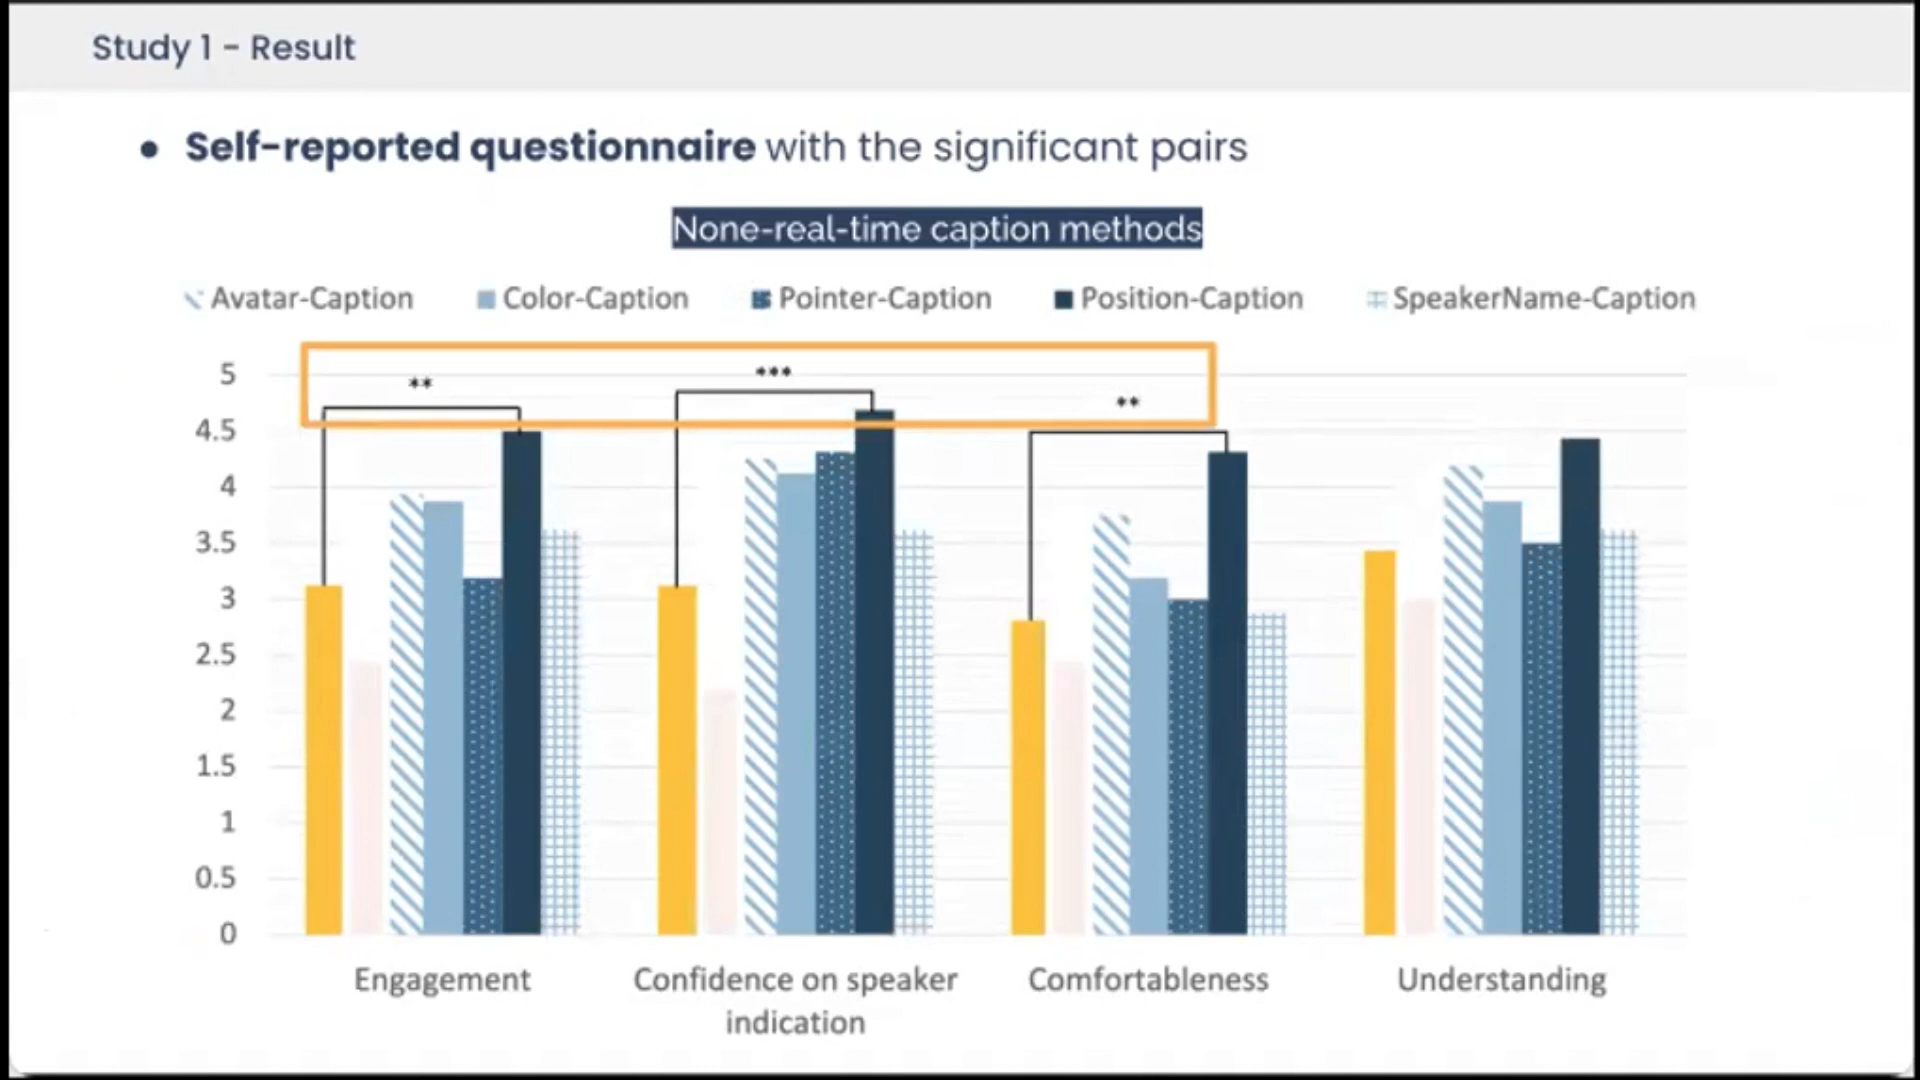 Study 1 - Result
● Self-reported questionnaire with the significant pairs
None-real-time caption methods
Avatar-Caption Color-Caption Pointer-Caption Position-Caption SpeakerName-Caption
5
4.5
4
3.5
3
2.5
2
1.5
1
0.5
0
** *** **
Engagement Confidence on speaker indication Comfortableness Understanding